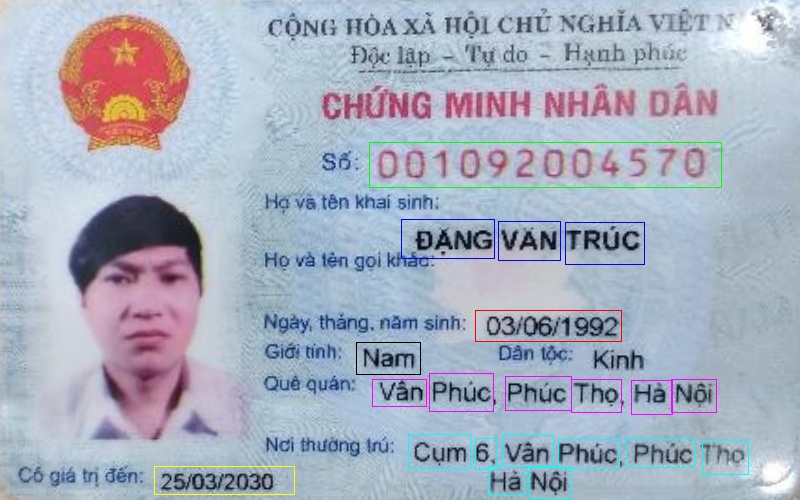 CỘNG HÒA XÃ HỘI CHỦ NGHĨA VIỆT NAM
Độc lập - Tự do - Hạnh phúc
CHỨNG MINH NHÂN DÂN
Số: 001092004570
Họ và tên khai sinh:
ĐẶNG VĂN TRÚC
Họ và tên gọi khác:
Ngày, tháng, năm sinh: 03/06/1992
Giới tính: Nam Dân tộc: Kinh
Quê quán: Vân Phúc, Phúc Thọ, Hà Nội
Nơi thường trú: Cụm 6, Vân Phúc, Phúc Thọ
Hà Nội
Có giá trị đến: 25/03/2030